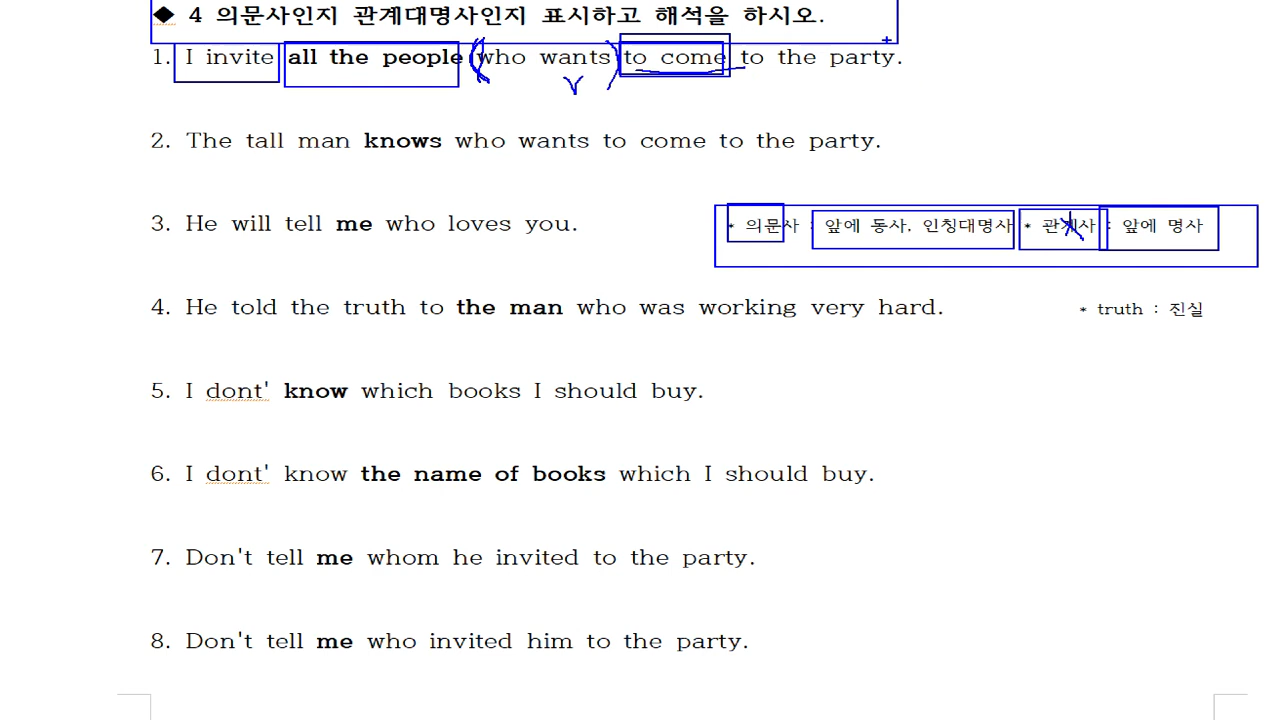 ◆ 4 의문사인지 관계대명사인지 표시하고 해석을 하시오.
1. I invite all the people who wants to come to the party.
2. The tall man knows who wants to come to the party.
3. He will tell me who loves you.
* 의문사 : 앞에 동사, 인칭대명사 * 관계사 : 앞에 명사
4. He told the truth to the man who was working very hard.
* truth : 진실
5. I dont' know which books I should buy.
6. I dont' know the name of books which I should buy.
7. Don't tell me whom he invited to the party.
8. Don't tell me who invited him to the party.